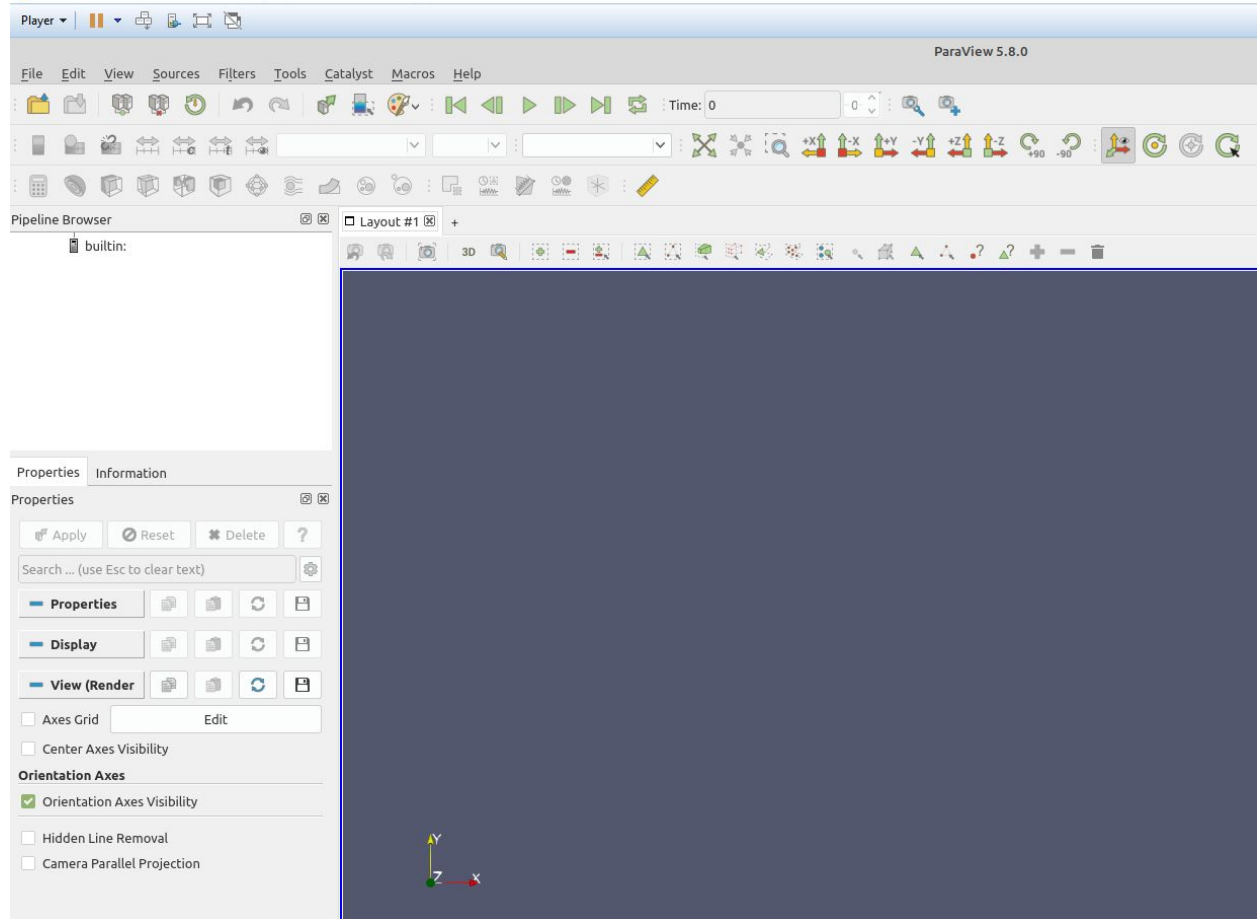 Player
ParaView 5.8.0
File Edit View Sources Filters Tools Catalyst Macros Help
Time: 0 0
+X -X +Y -Y +Z -Z +90 -90
Pipeline Browser
Layout #1 +
builtin:
3D
Properties Information
Properties
Apply Reset Delete ?
Search ... (use Esc to clear text)
Properties
Display
View (Render
Axes Grid Edit
Center Axes Visibility
Orientation Axes
Orientation Axes Visibility
Hidden Line Removal
Camera Parallel Projection
Y
Z X